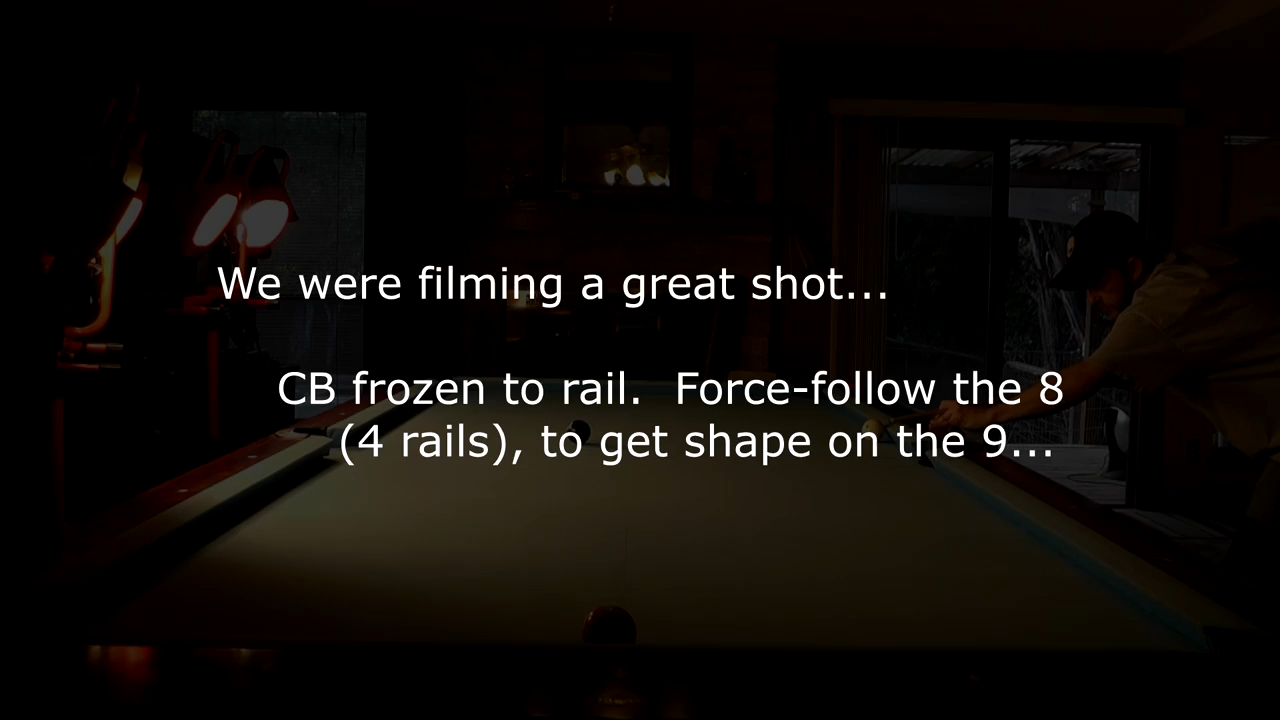 We were filming a great shot...
CB frozen to rail.  Force-follow the 8
(4 rails), to get shape on the 9...